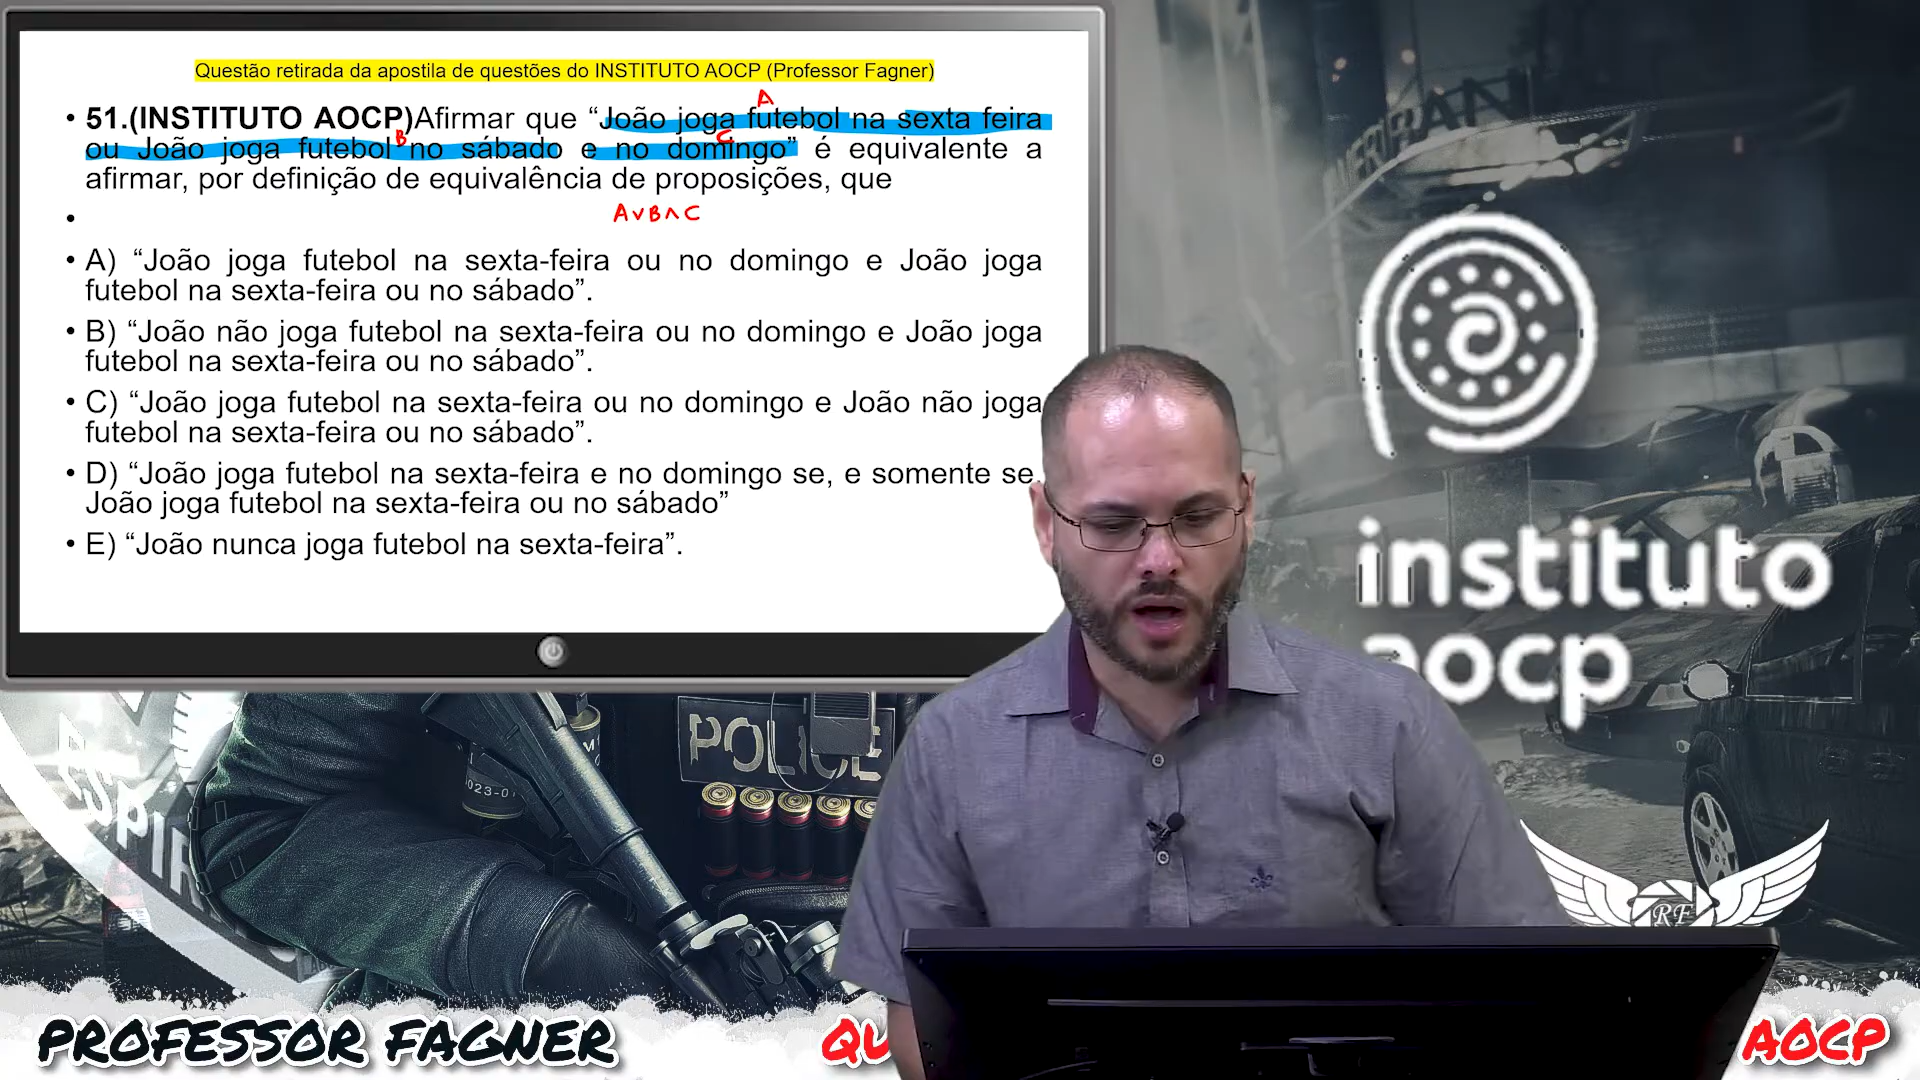 Questão retirada da apostila de questões do INSTITUTO AOCP (Professor Fagner)
• 51.(INSTITUTO AOCP)Afirmar que “João joga futebol na sexta feira
A
ou João joga futebol no sábado e no domingo” é equivalente a
B C
afirmar, por definição de equivalência de proposições, que
•
A∨B∧C
• A) “João joga futebol na sexta-feira ou no domingo e João joga
futebol na sexta-feira ou no sábado”.
• B) “João não joga futebol na sexta-feira ou no domingo e João joga
futebol na sexta-feira ou no sábado”.
• C) “João joga futebol na sexta-feira ou no domingo e João não joga
futebol na sexta-feira ou no sábado”.
• D) “João joga futebol na sexta-feira e no domingo se, e somente se,
João joga futebol na sexta-feira ou no sábado”
• E) “João nunca joga futebol na sexta-feira”.
instituto
aocp
POLICE
RF
PROFESSOR FAGNER
AOCP